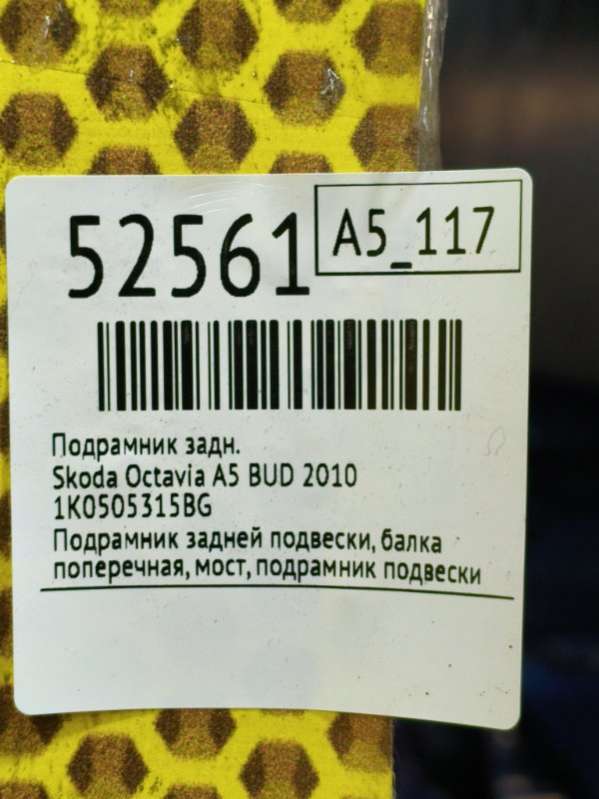 52561
A5_117
Подрамник задн.
Skoda Octavia A5 BUD 2010
1K0505315BG
Подрамник задней подвески, балка
поперечная, мост, подрамник подвески